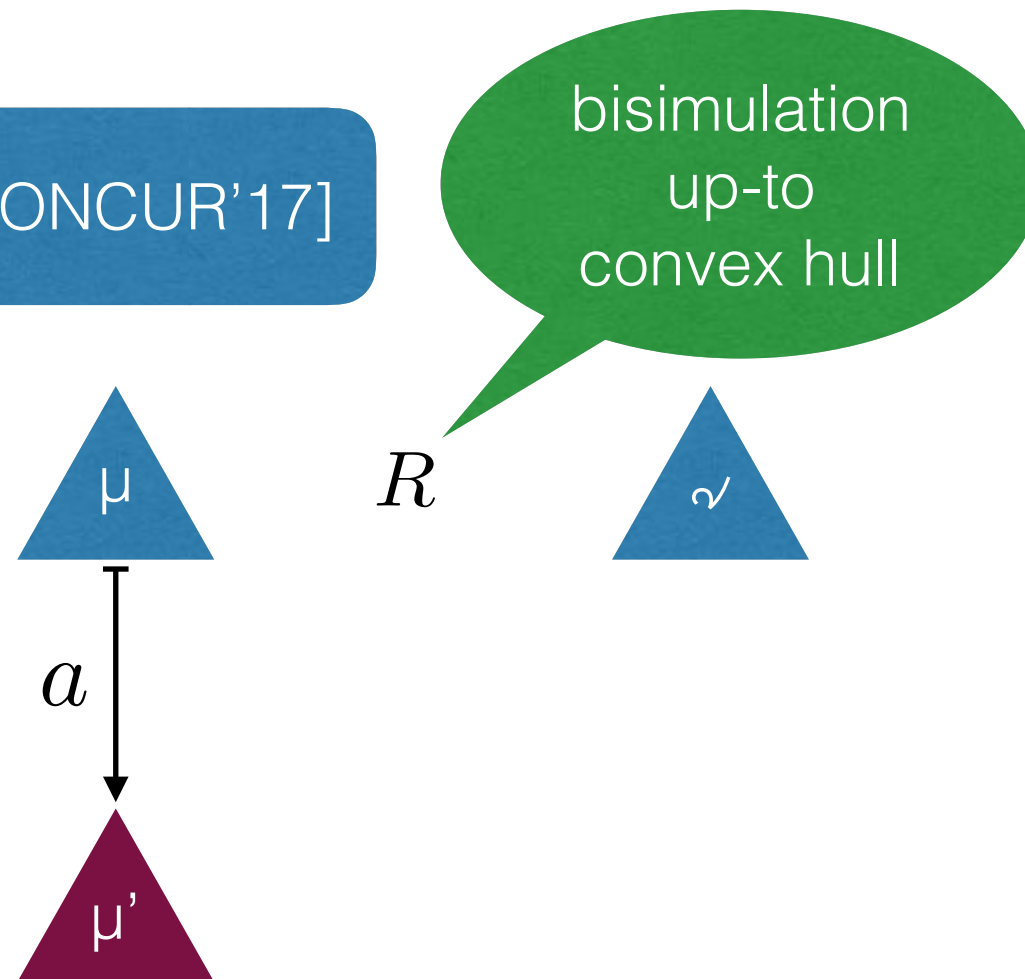 bisimulation
up-to
convex hull
ONCUR'17]
μ
R
a
μ'